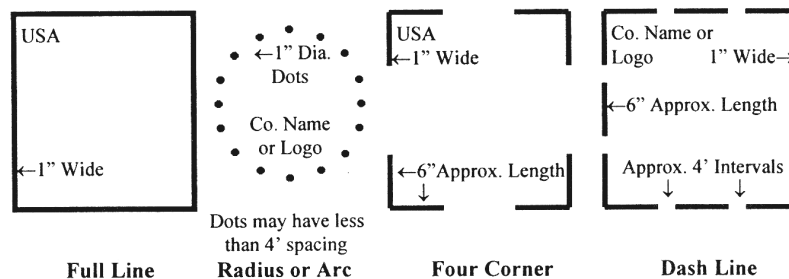 USA
←1” Wide
Full Line
←1” Dia.
Dots
Co. Name
or Logo
Dots may have less
than 4’ spacing
Radius or Arc
USA
←1” Wide
←6”Approx. Length
↓
Four Corner
Co. Name or
Logo 1” Wide→
←6” Approx. Length
Approx. 4’ Intervals
↓ ↓
Dash Line